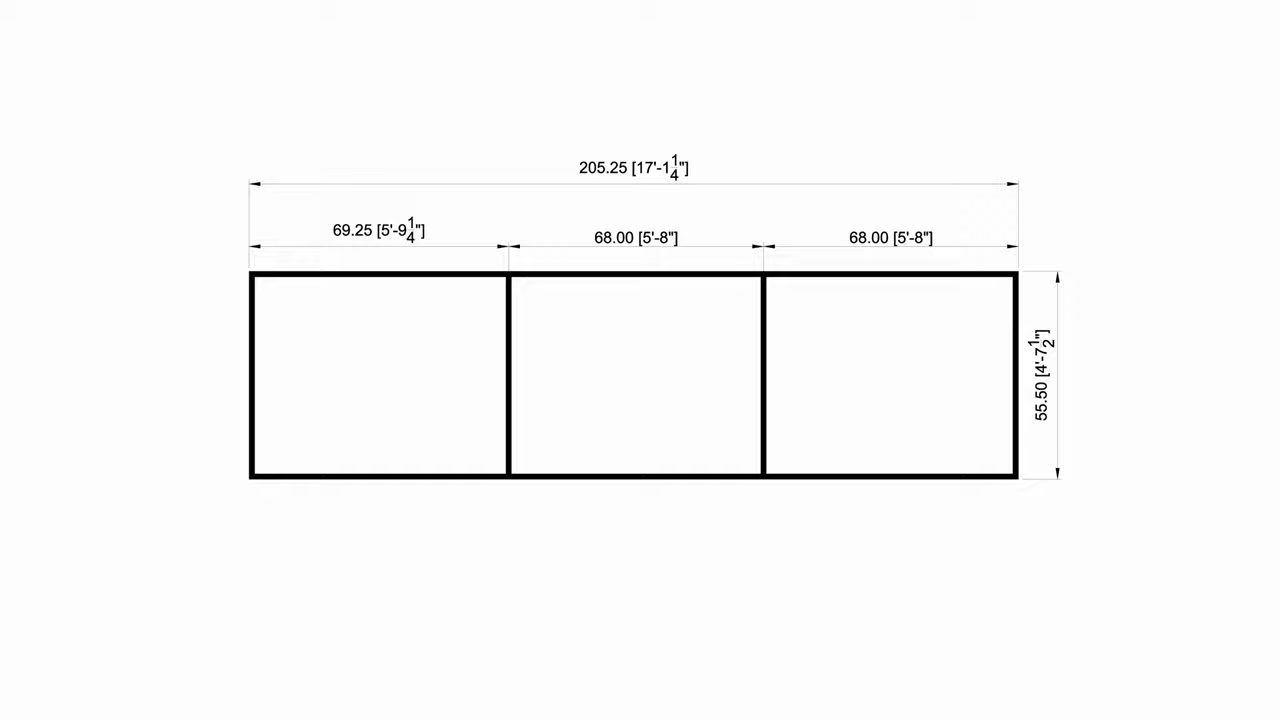 205.25 [17'-1 1/4"]
69.25 [5'-9 1/4"]
68.00 [5'-8"]
68.00 [5'-8"]
55.50 [4'-7 1/2"]